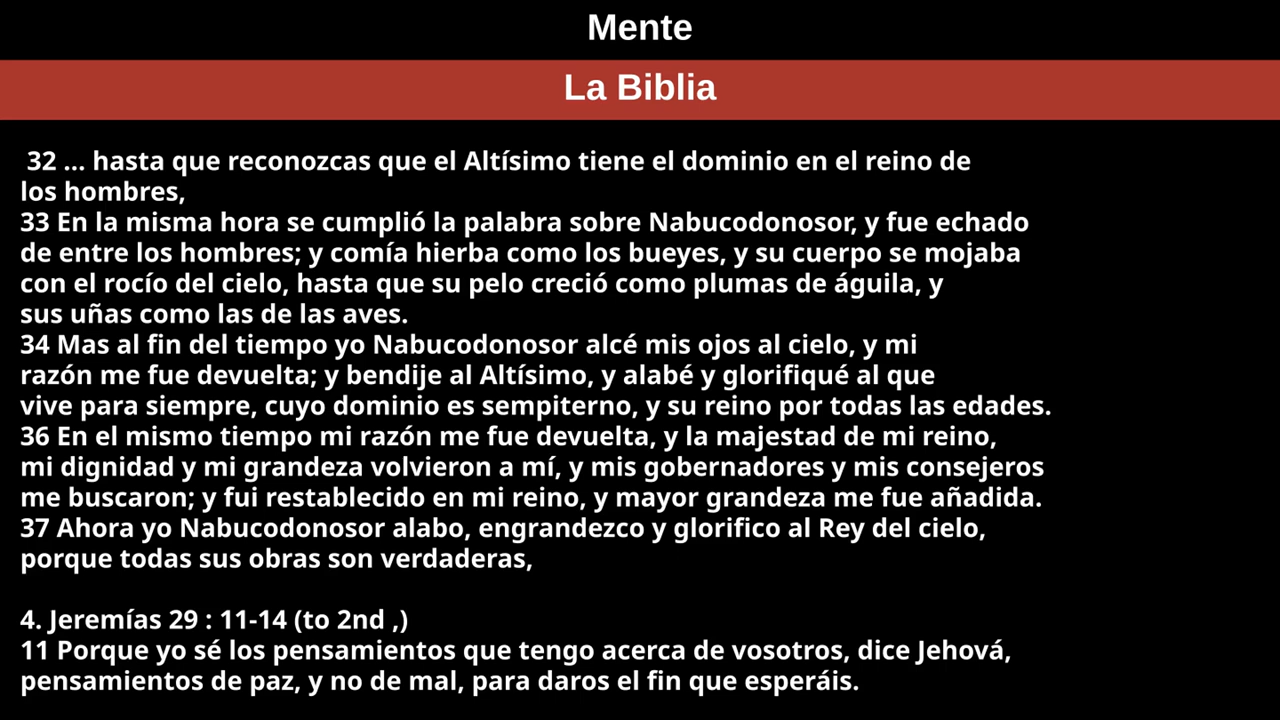 Mente
La Biblia
32 ... hasta que reconozcas que el Altísimo tiene el dominio en el reino de
los hombres,
33 En la misma hora se cumplió la palabra sobre Nabucodonosor, y fue echado
de entre los hombres; y comía hierba como los bueyes, y su cuerpo se mojaba
con el rocío del cielo, hasta que su pelo creció como plumas de águila, y
sus uñas como las de las aves.
34 Mas al fin del tiempo yo Nabucodonosor alcé mis ojos al cielo, y mi
razón me fue devuelta; y bendije al Altísimo, y alabé y glorifiqué al que
vive para siempre, cuyo dominio es sempiterno, y su reino por todas las edades.
36 En el mismo tiempo mi razón me fue devuelta, y la majestad de mi reino,
mi dignidad y mi grandeza volvieron a mí, y mis gobernadores y mis consejeros
me buscaron; y fui restablecido en mi reino, y mayor grandeza me fue añadida.
37 Ahora yo Nabucodonosor alabo, engrandezco y glorifico al Rey del cielo,
porque todas sus obras son verdaderas,
4. Jeremías 29 : 11-14 (to 2nd ,)
11 Porque yo sé los pensamientos que tengo acerca de vosotros, dice Jehová,
pensamientos de paz, y no de mal, para daros el fin que esperáis.